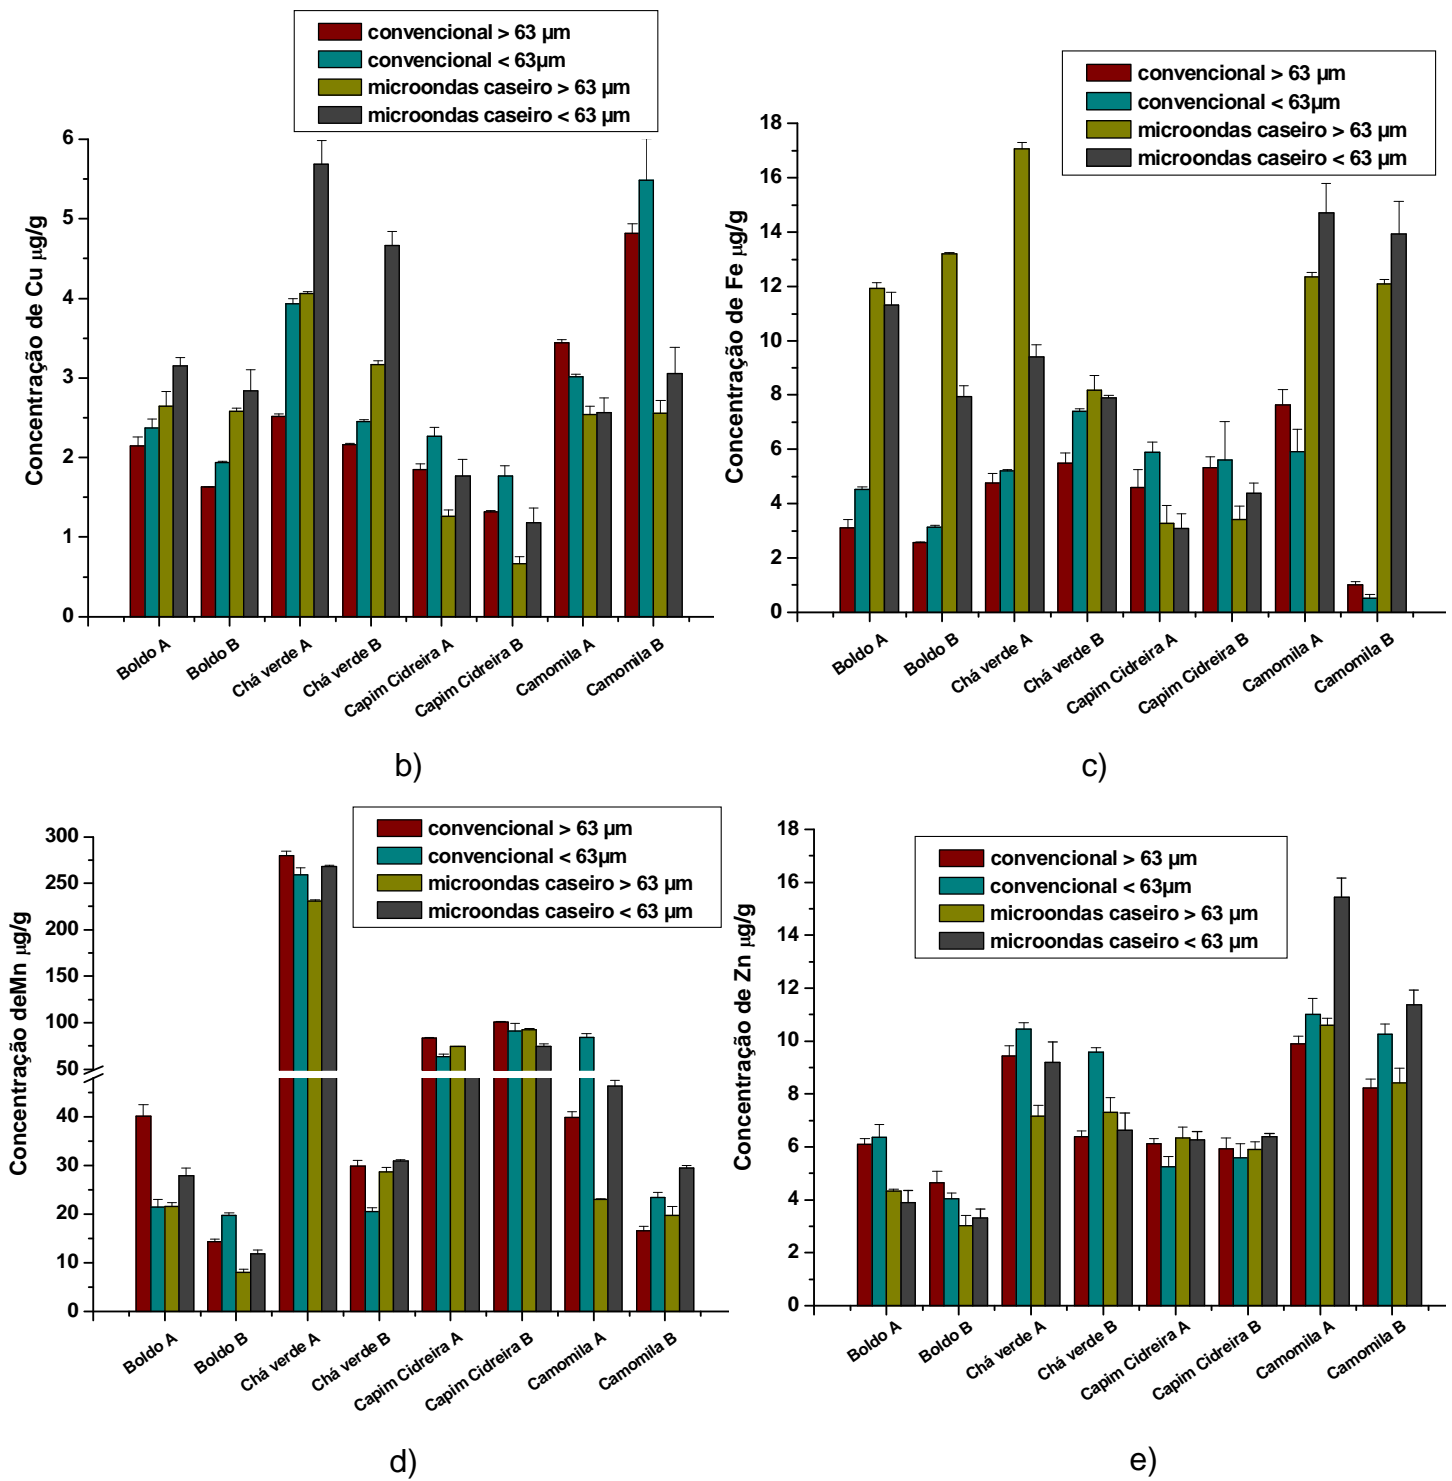 convencional > 63 µm
convencional < 63µm
microondas caseiro > 63 µm
microondas caseiro < 63 µm
6
5
4
3
2
1
0
Concentração de Cu µg/g
Boldo A
Boldo B
Chá verde A
Chá verde B
Capim Cidreira A
Capim Cidreira B
Camomila A
Camomila B
b)
convencional > 63 µm
convencional < 63µm
microondas caseiro > 63 µm
microondas caseiro < 63 µm
18
16
14
12
10
8
6
4
2
0
Concentração de Fe µg/g
Boldo A
Boldo B
Chá verde A
Chá verde B
Capim Cidreira A
Capim Cidreira B
Camomila A
Camomila B
c)
convencional > 63 µm
convencional < 63µm
microondas caseiro > 63 µm
microondas caseiro < 63 µm
300
250
200
150
100
50
40
30
20
10
0
Concentração deMn µg/g
Boldo A
Boldo B
Chá verde A
Chá verde B
Capim Cidreira A
Capim Cidreira B
Camomila A
Camomila B
d)
convencional > 63 µm
convencional < 63µm
microondas caseiro > 63 µm
microondas caseiro < 63 µm
18
16
14
12
10
8
6
4
2
0
Concentração de Zn µg/g
Boldo A
Boldo B
Chá verde A
Chá verde B
Capim Cidreira A
Capim Cidreira B
Camomila A
Camomila B
e)